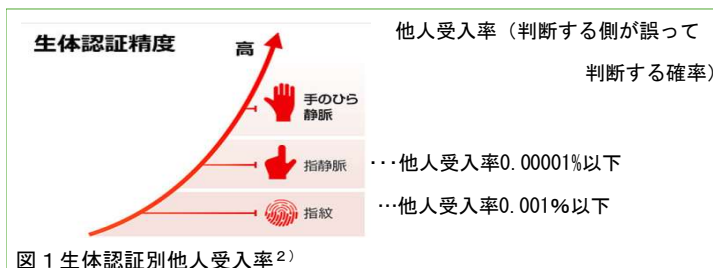 生体認証精度
高
他人受入率（判断する側が誤って
判断する確率）
手のひら
静脈
指静脈
･･･他人受入率0.00001%以下
指紋
…他人受入率0.001％以下
図１生体認証別他人受入率２）